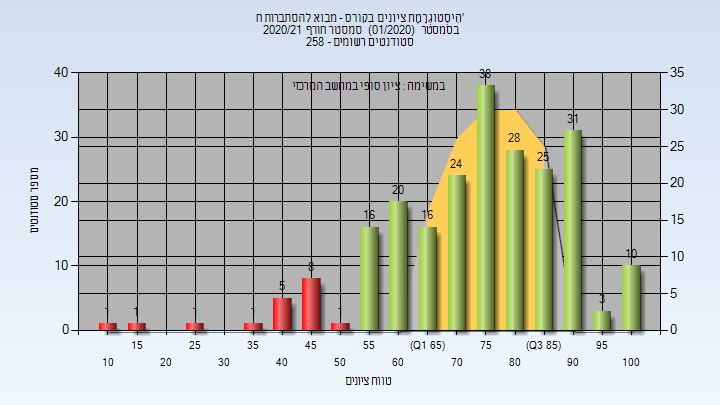 היסטוגרמת ציונים בקורס - מבוא להסתברות ח'
בסמסטר (01/2020) סמסטר חורף 2020/21
סטודנטים רשומים - 258
במשימה : ציון סופי במחשב המרכזי
40 35
30 30 25
20 20 15
10 10 5
0 0
מספר סטודנטים
1 1 1 1 5 8 1 16 20 16 24 38 28 25 31 3 10
15 25 35 45 55 (Q1 65) 75 (Q3 85) 95
10 20 30 40 50 60 70 80 90 100
טווח ציונים